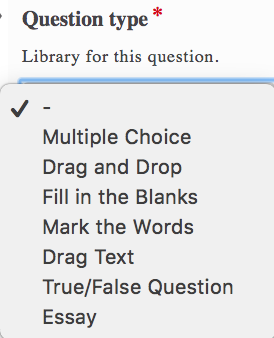 Question type *
Library for this question.
✓ -
Multiple Choice
Drag and Drop
Fill in the Blanks
Mark the Words
Drag Text
True/False Question
Essay